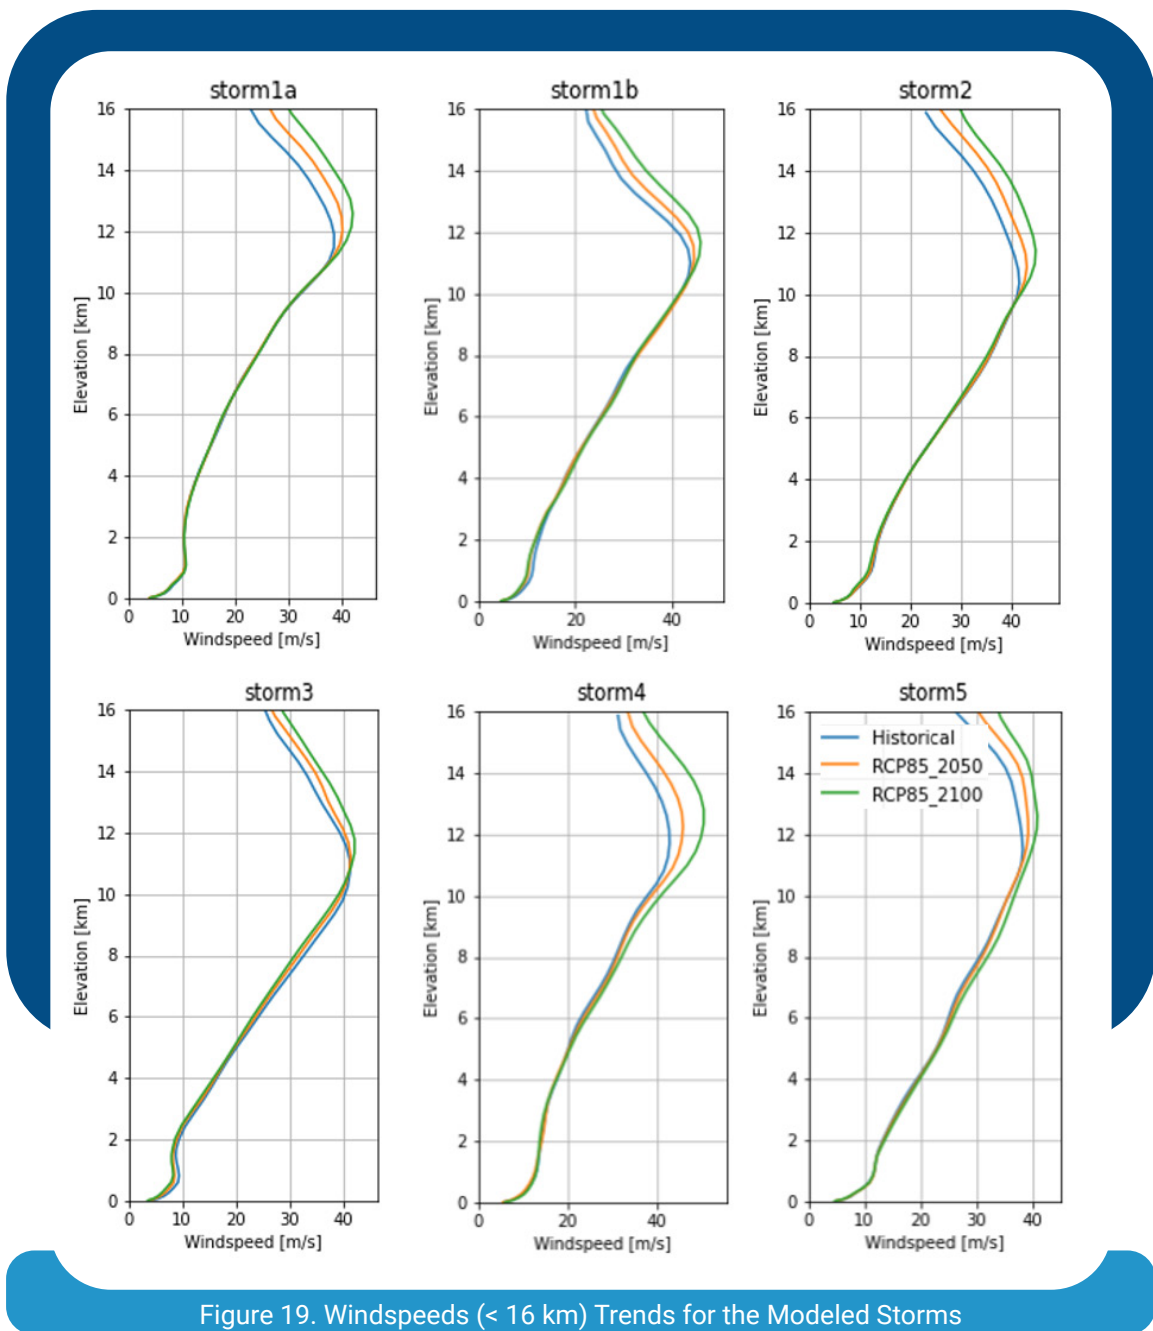 storm1a
16
14
12
10
8
6
4
2
0
Elevation [km]
0 10 20 30 40
Windspeed [m/s]
storm1b
16
14
12
10
8
6
4
2
0
Elevation [km]
0 20 40
Windspeed [m/s]
storm2
16
14
12
10
8
6
4
2
0
Elevation [km]
0 10 20 30 40
Windspeed [m/s]
storm3
16
14
12
10
8
6
4
2
0
Elevation [km]
0 10 20 30 40
Windspeed [m/s]
storm4
16
14
12
10
8
6
4
2
0
Elevation [km]
0 20 40
Windspeed [m/s]
storm5
Historical
RCP85_2050
RCP85_2100
16
14
12
10
8
6
4
2
0
Elevation [km]
0 10 20 30 40
Windspeed [m/s]
Figure 19. Windspeeds (< 16 km) Trends for the Modeled Storms